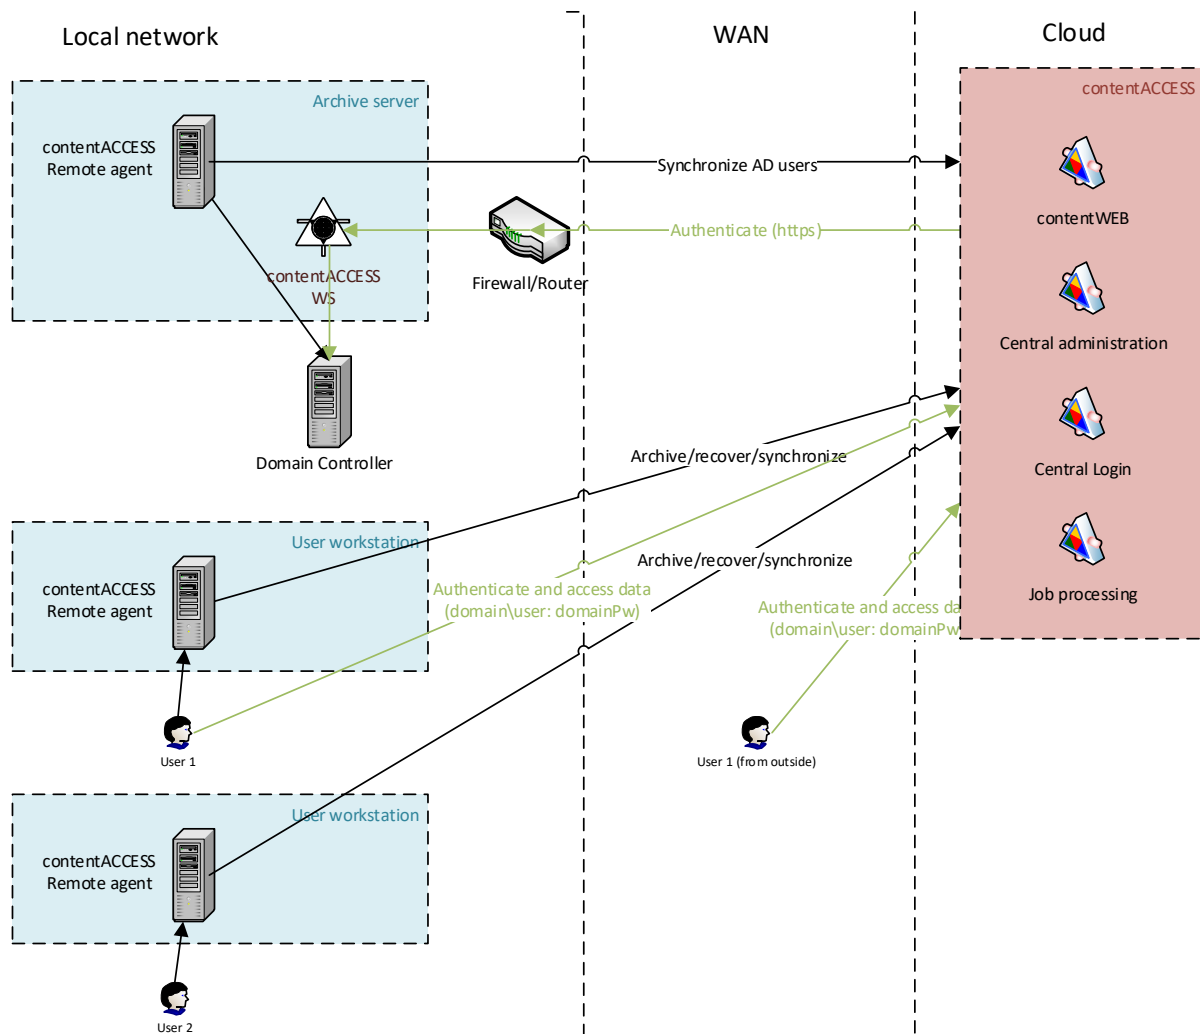 Local network
WAN
Cloud
Archive server
contentACCESS
contentACCESS
Remote agent
Synchronize AD users
contentWEB
Authenticate (https)
contentACCESS
WS
Firewall/Router
Central administration
Domain Controller
Archive/recover/synchronize
Central Login
User workstation
contentACCESS
Remote agent
Archive/recover/synchronize
Authenticate and access data
(domain\user: domainPw)
Authenticate and access da
(domain\user: domainPw
Job processing
User 1
User 1 (from outside)
User workstation
contentACCESS
Remote agent
User 2